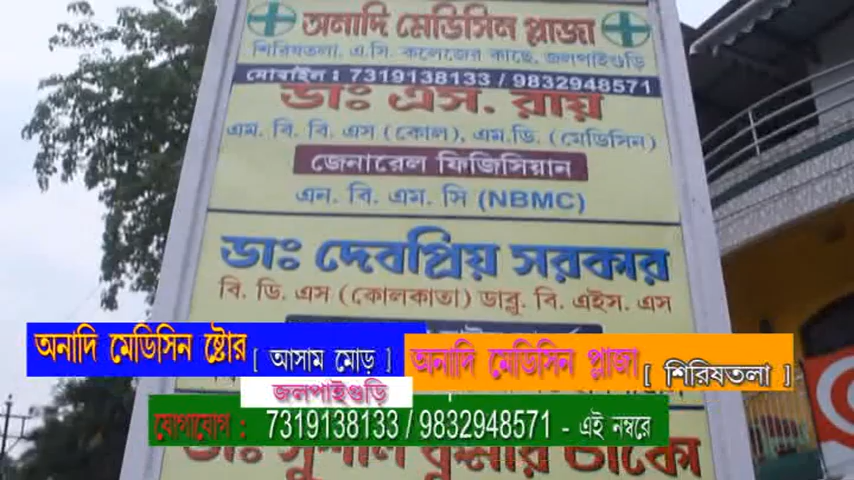 অনাদি মেডিসিন প্লাজা
শিরিষতলা, এ.সি. কলেজের কাছে, জলপাইগুড়ি
মোবাইল : 7319138133 / 9832948571
ডাঃ এস. রায়
এম. বি. বি. এস (কোল), এম.ডি. (মেডিসিন)
জেনারেল ফিজিসিয়ান
এন. বি. এম. সি (NBMC)
ডাঃ দেবপ্রিয় সরকার
বি. ডি. এস (কোলকাতা) ডাব্লু. বি. এইস. এস
অনাদি মেডিসিন ষ্টোর [ আসাম মোড় ] অনাদি মেডিসিন প্লাজা [ শিরিষতলা ]
জলপাইগুড়ি
যোগাযোগ : 7319138133 / 9832948571 - এই নম্বরে
ডাঃ সুশীল কুমার